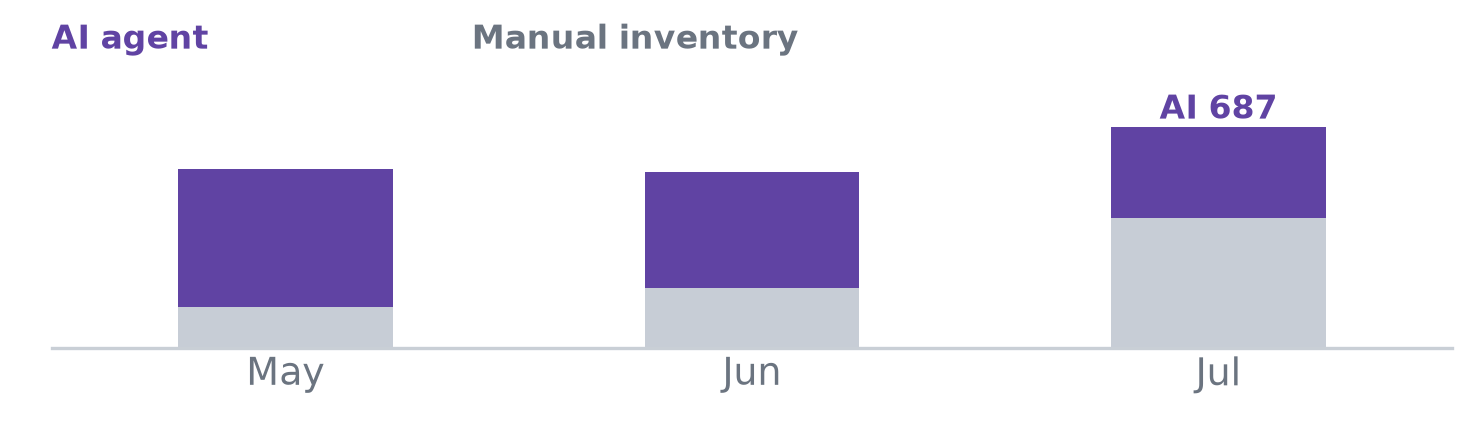 AI agent
Manual inventory
AI 687
May
Jun
Jul